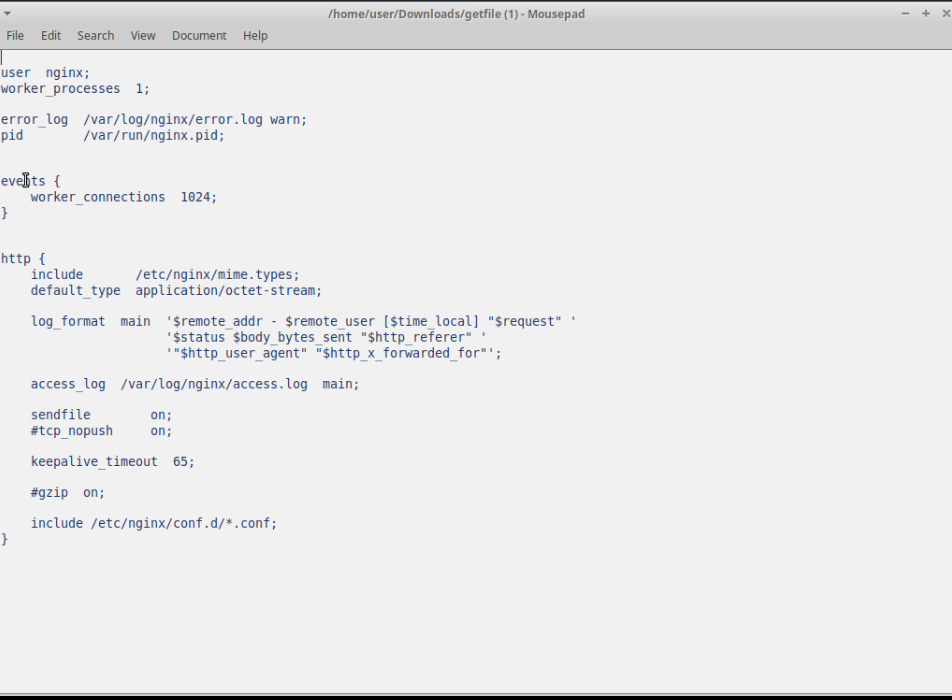 /home/user/Downloads/getfile (1) - Mousepad
File Edit Search View Document Help
user  nginx;
worker_processes  1;
error_log  /var/log/nginx/error.log warn;
pid        /var/run/nginx.pid;
events {
    worker_connections  1024;
}
http {
    include       /etc/nginx/mime.types;
    default_type  application/octet-stream;
    log_format  main  '$remote_addr - $remote_user [$time_local] "$request" '
                      '$status $body_bytes_sent "$http_referer" '
                      '"$http_user_agent" "$http_x_forwarded_for"';
    access_log  /var/log/nginx/access.log  main;
    sendfile        on;
    #tcp_nopush     on;
    keepalive_timeout  65;
    #gzip  on;
    include /etc/nginx/conf.d/*.conf;
}